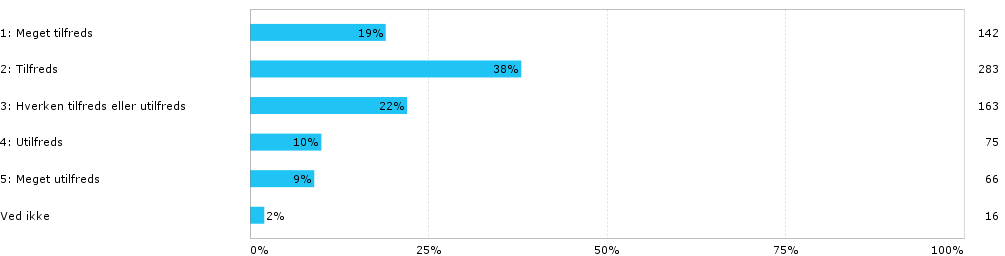 1: Meget tilfreds 19% 142
2: Tilfreds 38% 283
3: Hverken tilfreds eller utilfreds 22% 163
4: Utilfreds 10% 75
5: Meget utilfreds 9% 66
Ved ikke 2% 16
0% 25% 50% 75% 100%